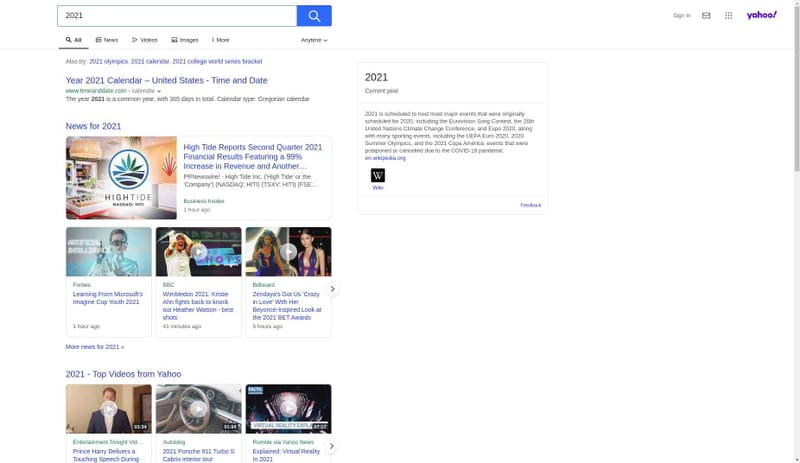 2021
Sign in
yahoo!
All
News
Videos
Images
More
Anytime
Also try: 2021 olympics, 2021 calendar, 2021 college world series bracket
Year 2021 Calendar – United States - Time and Date
www.timeanddate.com › calendar
The year 2021 is a common year, with 365 days in total. Calendar type: Gregorian calendar
News for 2021
HIGHTIDE
NASDAQ: HITI
High Tide Reports Second Quarter 2021
Financial Results Featuring a 99%
Increase in Revenue and Another…
PRNewswire/ - High Tide Inc. ('High Tide' or the
'Company') (NASDAQ: HITI) (TSXV: HITI) (FSE:…
Business Insider
1 hour ago
ARTIFICIAL
INTELLIGENCE
Forbes
Learning From Microsoft's
Imagine Cup Youth 2021
1 hour ago
BBC
Wimbledon 2021: Kristie
Ahn fights back to knock
out Heather Watson - best
shots
41 minutes ago
Billboard
Zendaya's Got Us 'Crazy
in Love' With Her
Beyoncé-Inspired Look at
the 2021 BET Awards
5 hours ago
More news for 2021 »
2021 - Top Videos from Yahoo
03:34
Entertainment Tonight Vid…
Prince Harry Delivers a
Touching Speech During
01:04
Autoblog
2021 Porsche 911 Turbo S
Cabrio interior tour
FACTS.
VIRTUAL REALITY
07:17
Rumble via Yahoo News
Explained: Virtual Reality
In 2021
2021
Current year
2021 is scheduled to host most major events that were originally
scheduled for 2020, including the Eurovision Song Contest, the 26th
United Nations Climate Change Conference, and Expo 2020, along
with many sporting events, including the UEFA Euro 2020, 2020
Summer Olympics, and the 2021 Copa América; events that were
postponed or canceled due to the COVID-19 pandemic.
en.wikipedia.org
W
Wiki
Feedback